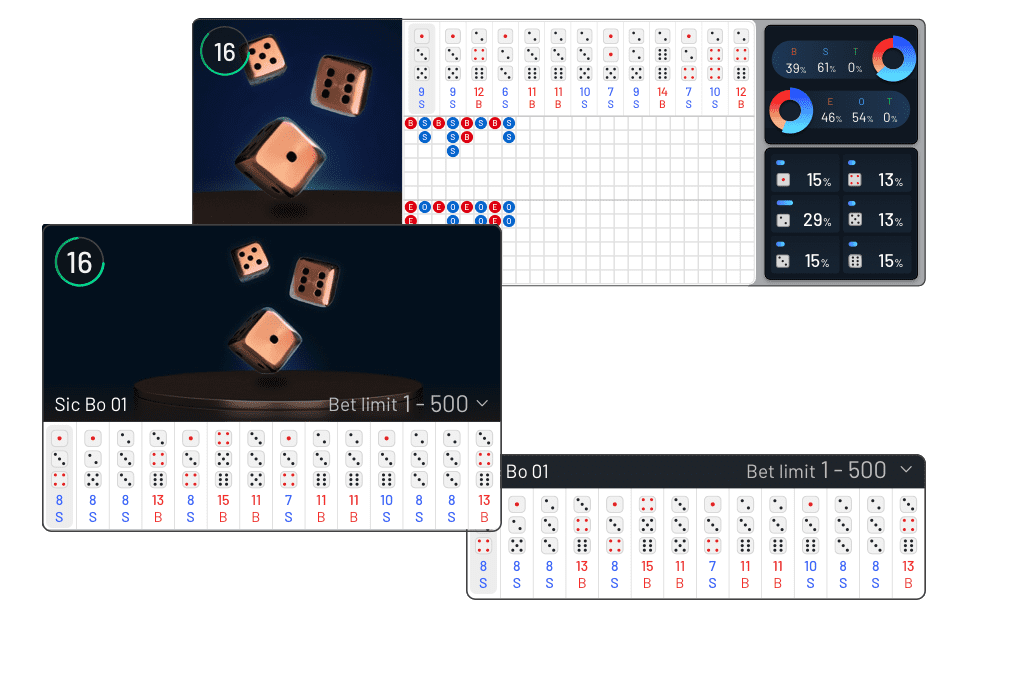 16
9 9 12 6 11 11 10 7 9 14 7 10 12
S S B S B B S S S B S S B
B S B S B S B S
S S B S
S
E O E O E O E O
E O O E O
B S T
39% 61% 0%
E O T
46% 54% 0%
15% 13%
29% 13%
15% 15%
16
Sic Bo 01 Bet limit 1 - 500
8 8 8 13 8 15 11 7 11 11 10 8 8 13
S S S B S B B S B B S S S B
Bo 01 Bet limit 1 - 500
8 8 8 13 8 15 11 7 11 11 10 8 8 13
S S S B S B B S B B S S S B